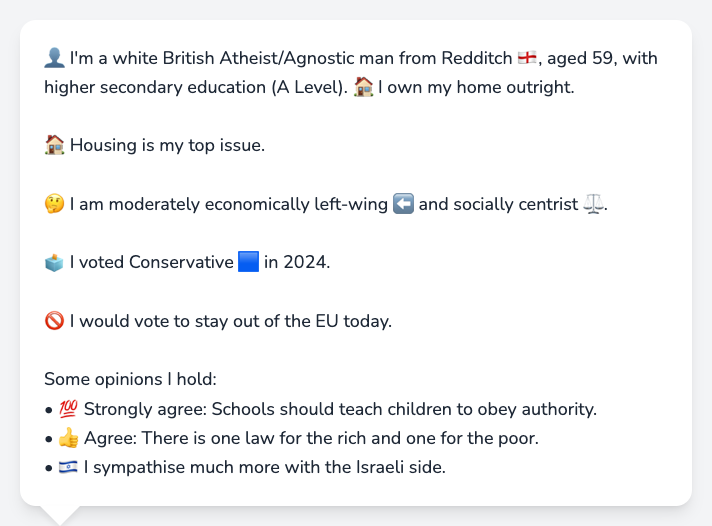 👤 I'm a white British Atheist/Agnostic man from Redditch 🏴󠁧󠁢󠁥󠁮󠁧󠁿, aged 59, with
higher secondary education (A Level). 🏠 I own my home outright.
🏠 Housing is my top issue.
🤔 I am moderately economically left-wing ⬅️ and socially centrist ⚖️.
🗳️ I voted Conservative 🟦 in 2024.
🚫 I would vote to stay out of the EU today.
Some opinions I hold:
• 💯 Strongly agree: Schools should teach children to obey authority.
• 👍 Agree: There is one law for the rich and one for the poor.
• 🇮🇱 I sympathise much more with the Israeli side.